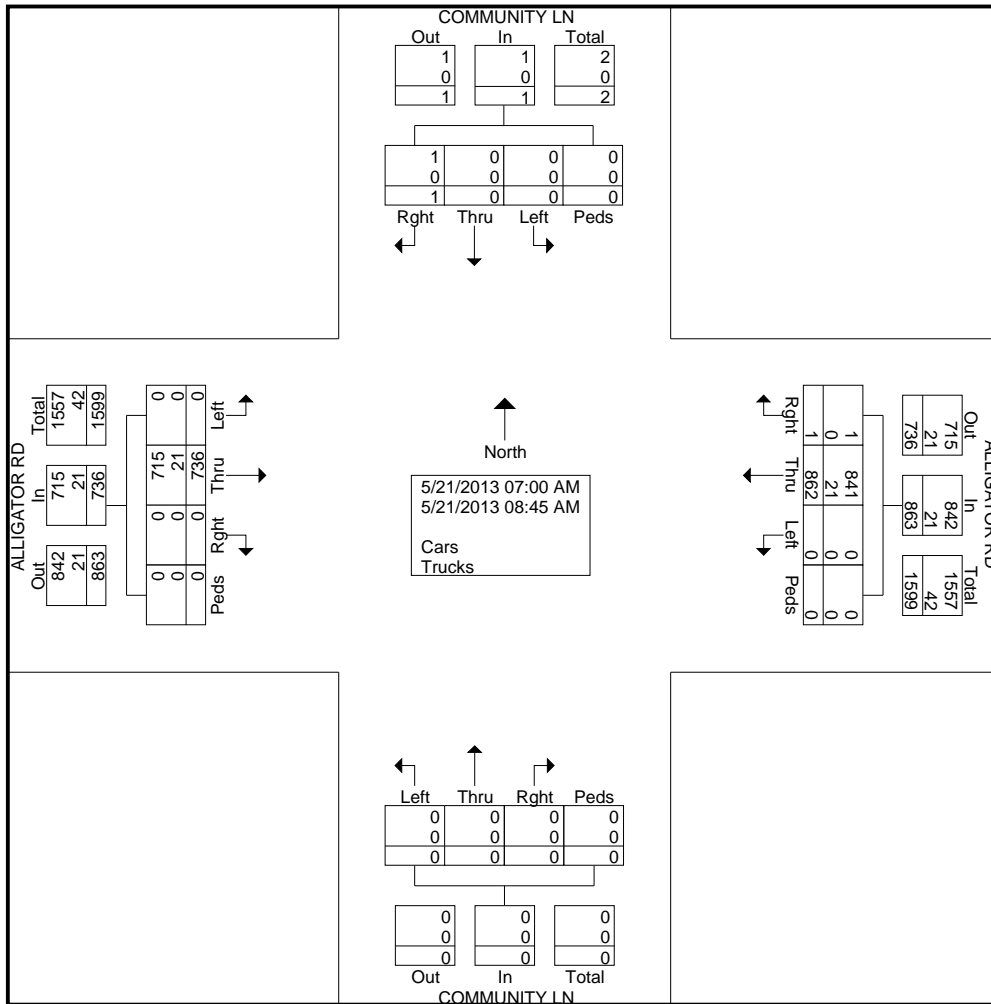 COMMUNITY LN
Out In Total
1 1 2
0 0 0
1 1 2
1 0 0 0
0 0 0 0
1 0 0 0
Rght Thru Left Peds
ALLIGATOR RD
Total In Out
1557 715 842
42 21 21
1599 736 863
0 715 0 0
0 21 0 0
0 736 0 0
Left Thru Rght Peds
North
5/21/2013 07:00 AM
5/21/2013 08:45 AM
Cars
Trucks
Rght Thru Left Peds
1 841 0 0
0 21 0 0
1 862 0 0
Out In Total
715 842 1557
21 21 42
736 863 1599
ALLIGATOR RD
Left Thru Rght Peds
0 0 0 0
0 0 0 0
0 0 0 0
0 0 0
0 0 0
0 0 0
Out In Total
COMMUNITY LN